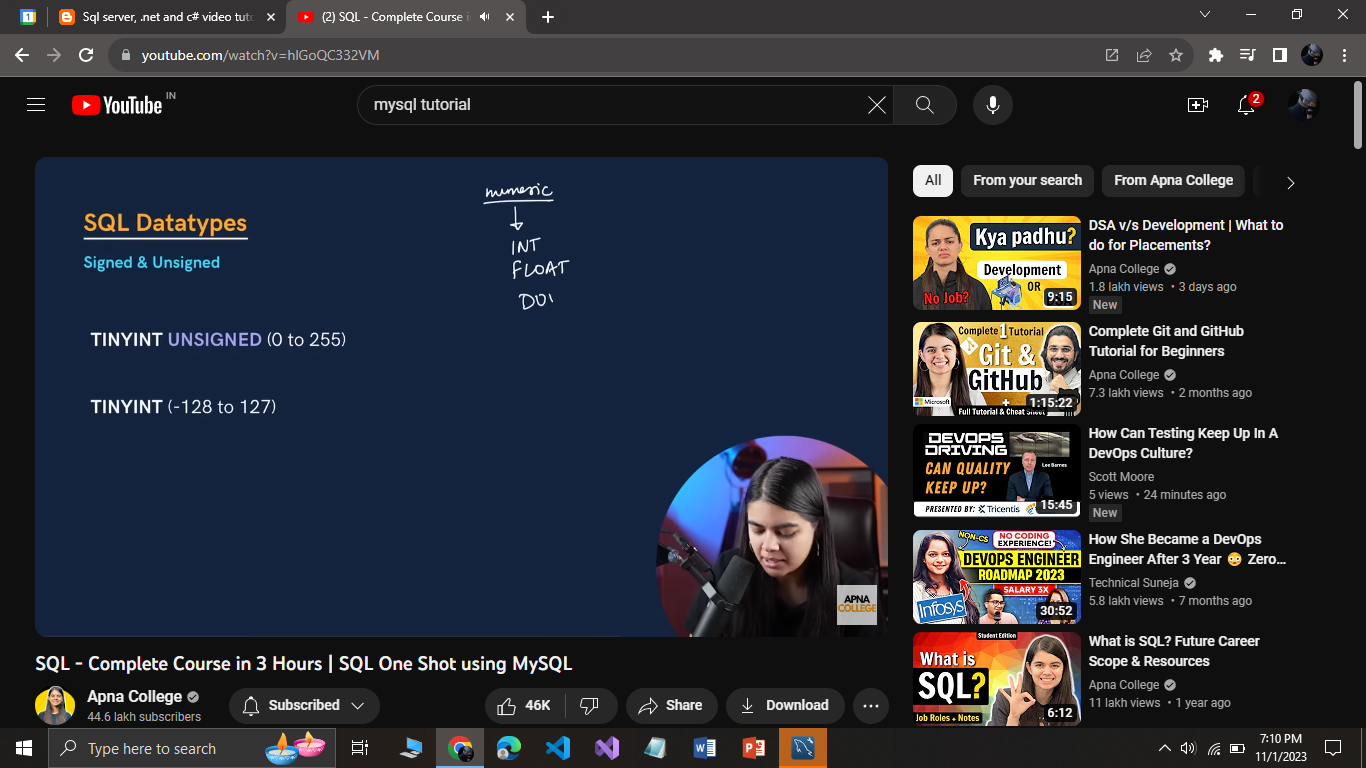 Sql server, .net and c# video tuto
(2) SQL - Complete Course i
youtube.com/watch?v=hlGoQC332VM
YouTube IN
mysql tutorial
2
SQL Datatypes
Signed & Unsigned
TINYINT UNSIGNED (0 to 255)
TINYINT (-128 to 127)
numeric
INT
FLOAT
DOU
APNA
COLLEGE
SQL - Complete Course in 3 Hours | SQL One Shot using MySQL
Apna College
44.6 lakh subscribers
Subscribed
46K
Share
Download
All
From your search
From Apna College
Kya padhu?
Development
OR
No Job?
9:15
DSA v/s Development | What to
do for Placements?
Apna College
1.8 lakh views • 3 days ago
New
Complete 1 Tutorial
Git &
GitHub
Microsoft
Full Tutorial & Cheat Sheet
1:15:22
Complete Git and GitHub
Tutorial for Beginners
Apna College
7.3 lakh views • 2 months ago
DEVOPS
DRIVING
CAN QUALITY
KEEP UP?
Lee Barnes
PRESENTED BY: Tricentis
15:45
How Can Testing Keep Up In A
DevOps Culture?
Scott Moore
5 views • 24 minutes ago
New
NON-CS
NO CODING
EXPERIENCE!
DEVOPS ENGINEER
ROADMAP 2023
SALARY 3X
Infosys
30:52
How She Became a DevOps
Engineer After 3 Year 😳 Zero...
Technical Suneja
5.8 lakh views • 7 months ago
Student Edition
What is
SQL?
Job Roles + Notes
6:12
What is SQL? Future Career
Scope & Resources
Apna College
11 lakh views • 1 year ago
Type here to search
7:10 PM
11/1/2023